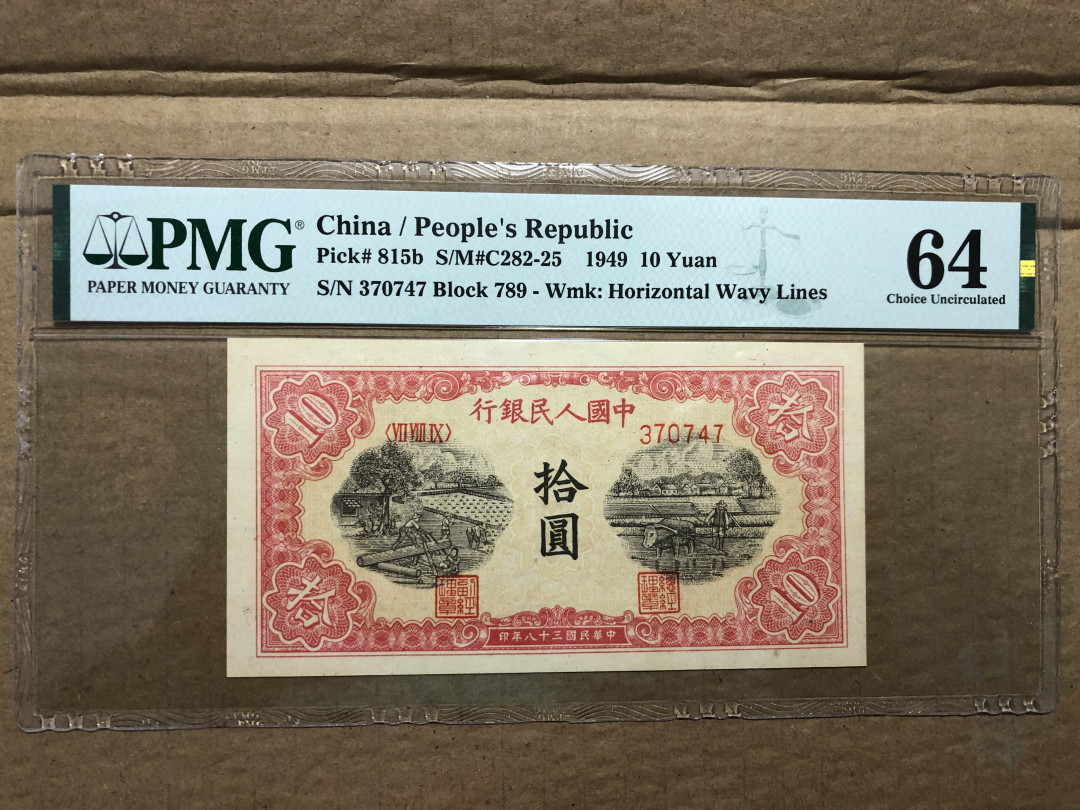 PMG®
PAPER MONEY GUARANTY
China / People's Republic
Pick# 815b S/M#C282-25 1949 10 Yuan
S/N 370747 Block 789 - Wmk: Horizontal Wavy Lines
64
Choice Uncirculated
行銀民人國中
〈VII VIII IX〉
370747
10
拾
圓
10
印年八十三國民華中